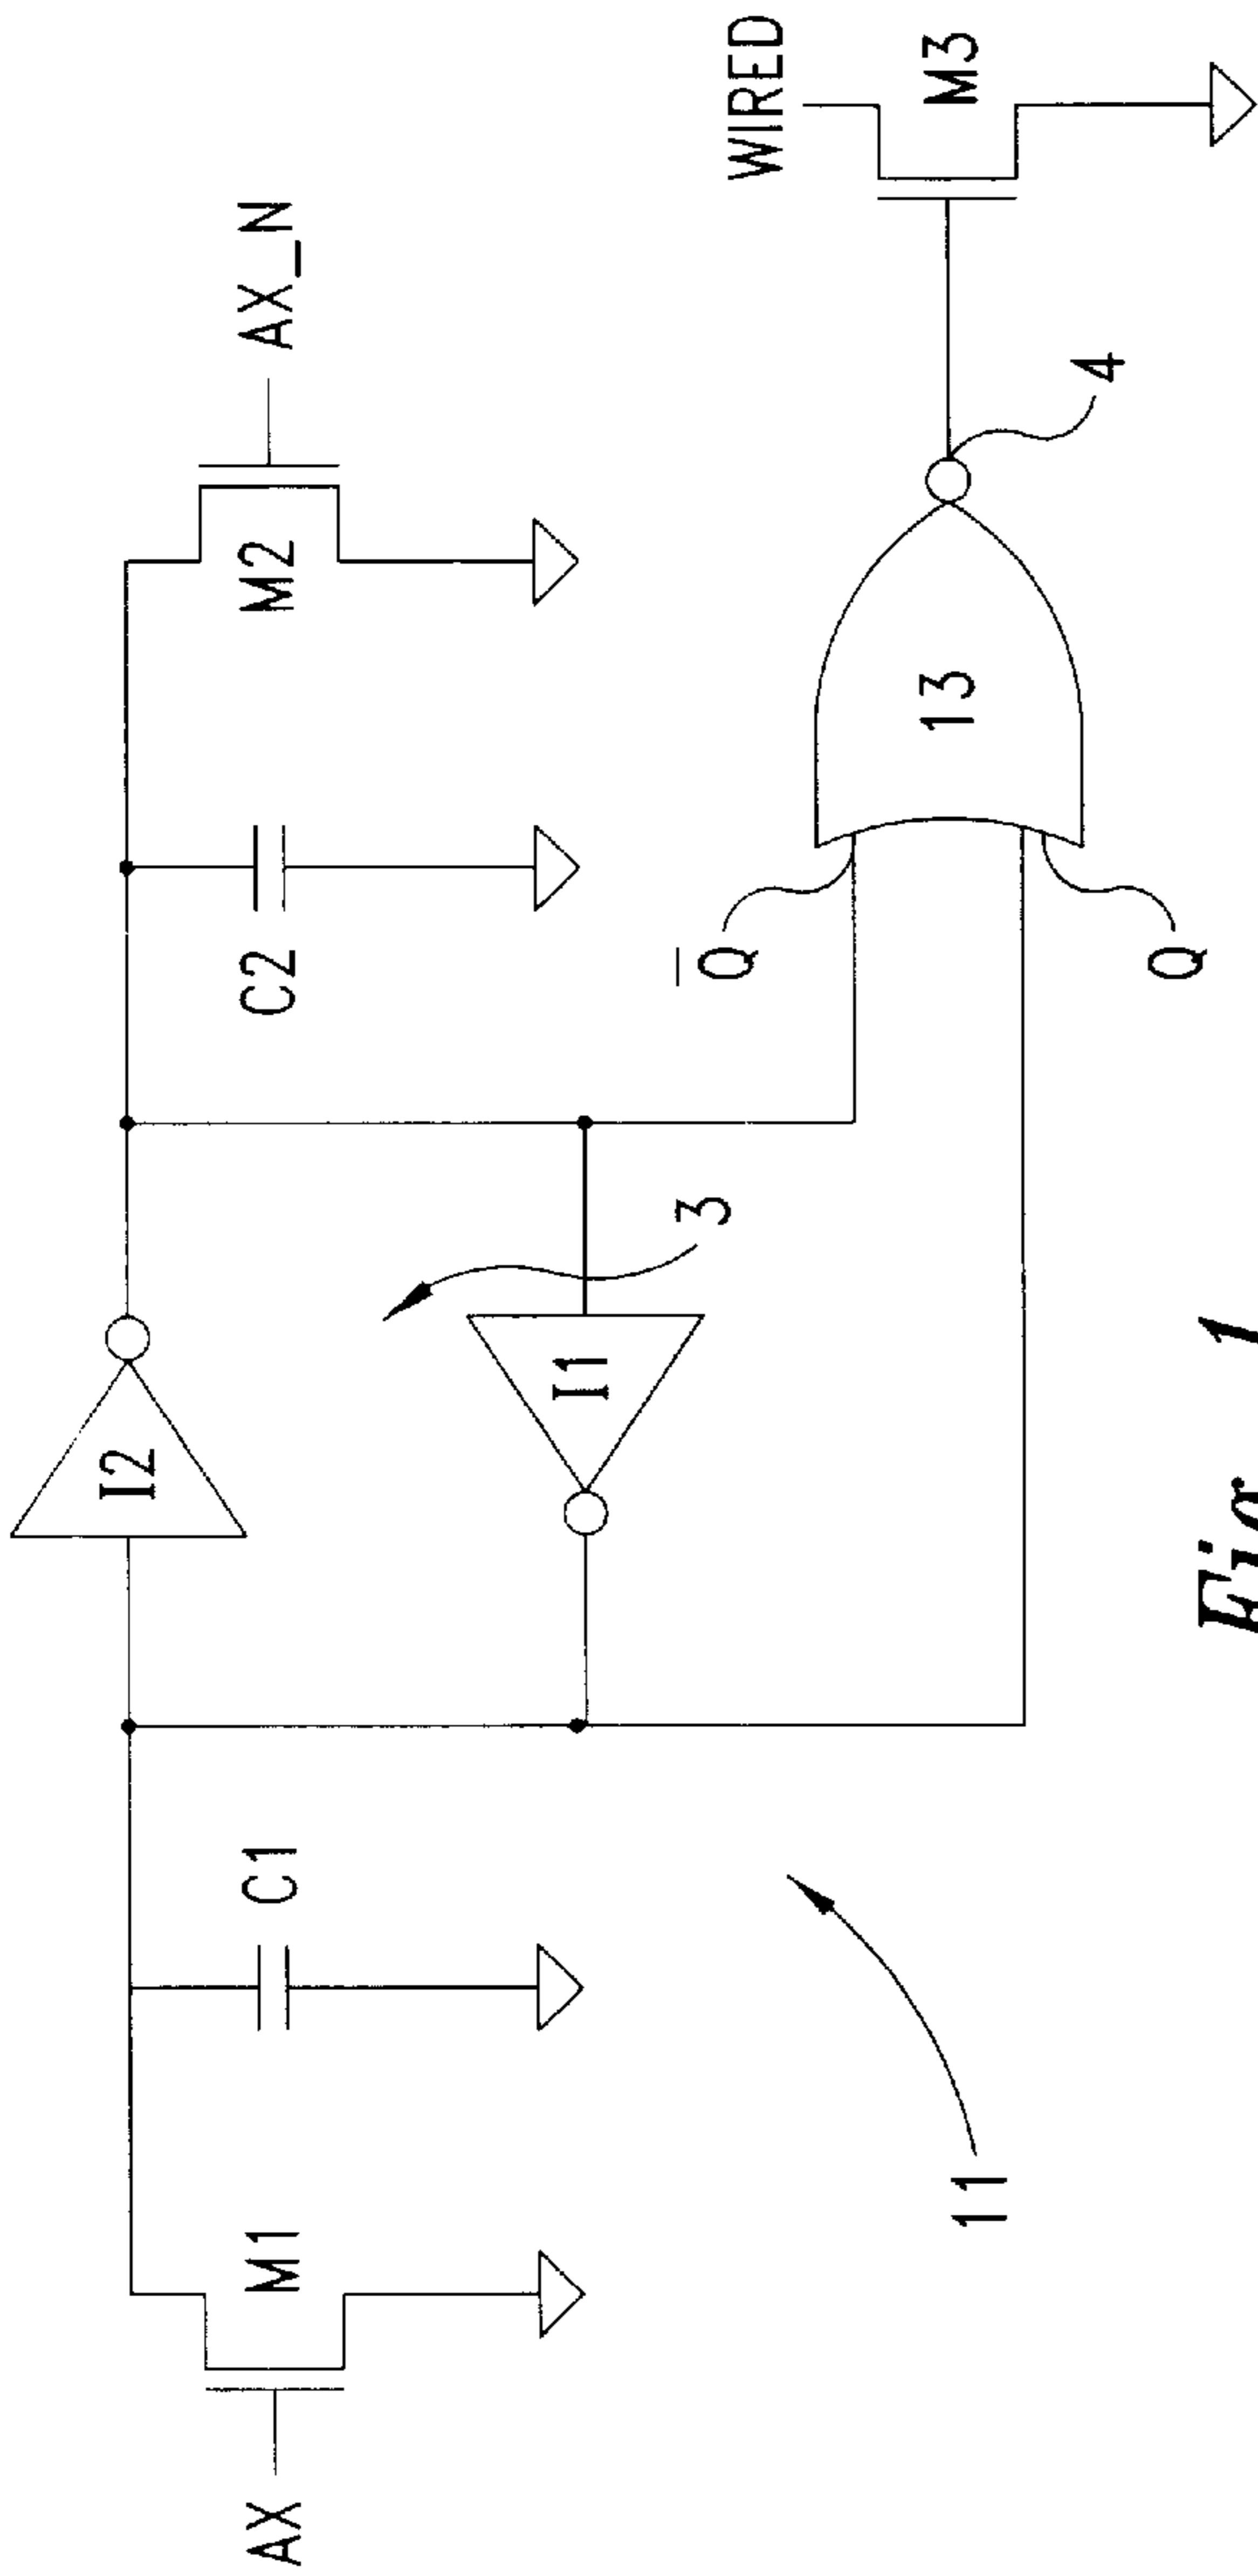 I2
AX_N
M1
C1
C2
M2
AX
3
I1
WIRED
M3
Q̅
13
4
Q
11
Fig. 1